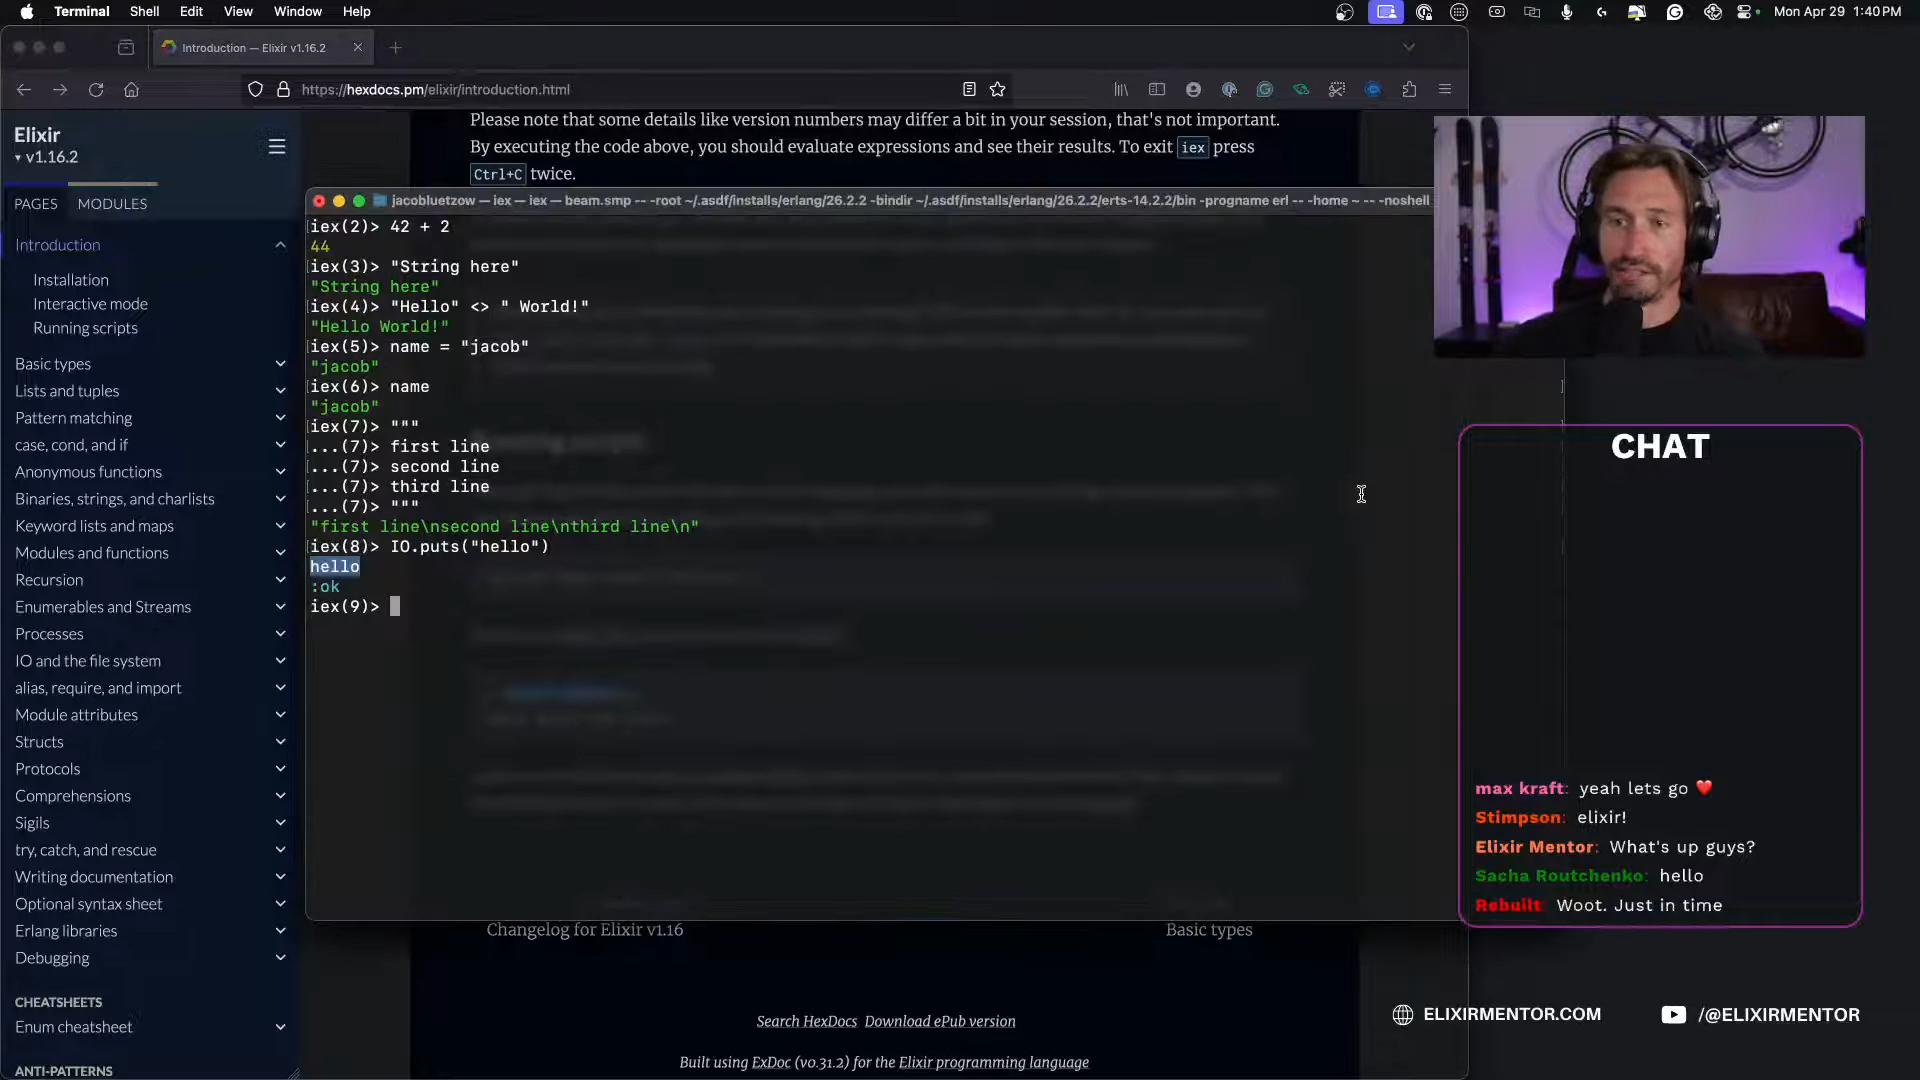 Terminal Shell Edit View Window Help
Mon Apr 29 1:40 PM
Introduction — Elixir v1.16.2
https://hexdocs.pm/elixir/introduction.html
Elixir
v1.16.2
PAGES MODULES
Introduction
Installation
Interactive mode
Running scripts
Basic types
Lists and tuples
Pattern matching
case, cond, and if
Anonymous functions
Binaries, strings, and charlists
Keyword lists and maps
Modules and functions
Recursion
Enumerables and Streams
Processes
IO and the file system
alias, require, and import
Module attributes
Structs
Protocols
Comprehensions
Sigils
try, catch, and rescue
Writing documentation
Optional syntax sheet
Erlang libraries
Debugging
CHEATSHEETS
Enum cheatsheet
ANTI-PATTERNS
Please note that some details like version numbers may differ a bit in your session, that's not important.
By executing the code above, you should evaluate expressions and see their results. To exit iex press
Ctrl+C twice.
jacobluetzow — iex — iex — beam.smp -- -root ~/.asdf/installs/erlang/26.2.2 -bindir ~/.asdf/installs/erlang/26.2.2/erts-14.2.2/bin -progname erl -- -home ~ -- -noshell
iex(2)> 42 + 2
44
iex(3)> "String here"
"String here"
iex(4)> "Hello" <> " World!"
"Hello World!"
iex(5)> name = "jacob"
"jacob"
iex(6)> name
"jacob"
iex(7)> """
...(7)> first line
...(7)> second line
...(7)> third line
...(7)> """
"first line\nsecond line\nthird line\n"
iex(8)> IO.puts("hello")
hello
:ok
iex(9)>
Changelog for Elixir v1.16
Basic types
Search HexDocs Download ePub version
Built using ExDoc (v0.31.2) for the Elixir programming language
CHAT
max kraft: yeah lets go ❤️
Stimpson: elixir!
Elixir Mentor: What's up guys?
Sacha Routchenko: hello
Rebuilt: Woot. Just in time
ELIXIRMENTOR.COM
/@ELIXIRMENTOR